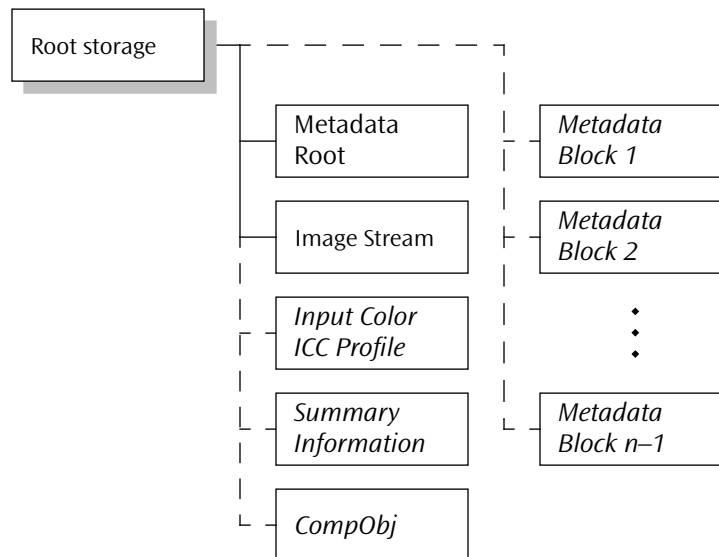 Root storage
Metadata
Root
Image Stream
Input Color
ICC Profile
Summary
Information
CompObj
Metadata
Block 1
Metadata
Block 2
Metadata
Block n–1